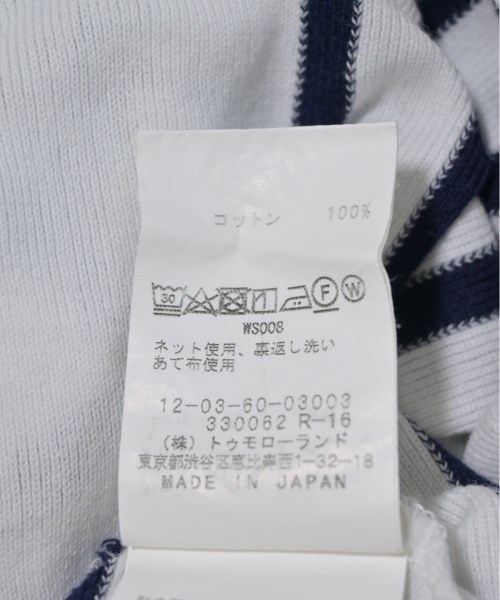 コットン 100%
30 F W
WS008
ネット使用、裏返し洗い
あて布使用
12-03-60-03003
330062 R-16
(株) トゥモローランド
東京都渋谷区恵比寿西1-32-18
MADE IN JAPAN